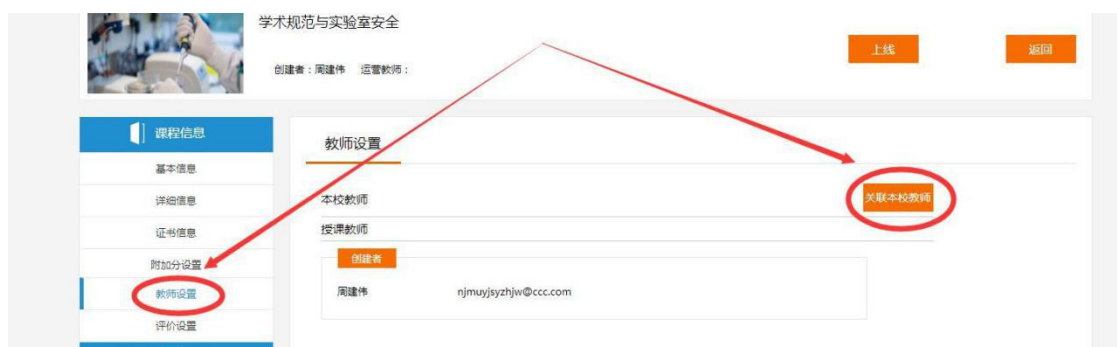 学术规范与实验室安全
上线
返回
创建者：周建伟 运营教师：
课程信息
基本信息
详细信息
证书信息
附加分设置
教师设置
评价设置
教师设置
本校教师
关联本校教师
授课教师
创建者
周建伟 njmuyjsyzhjw@ccc.com